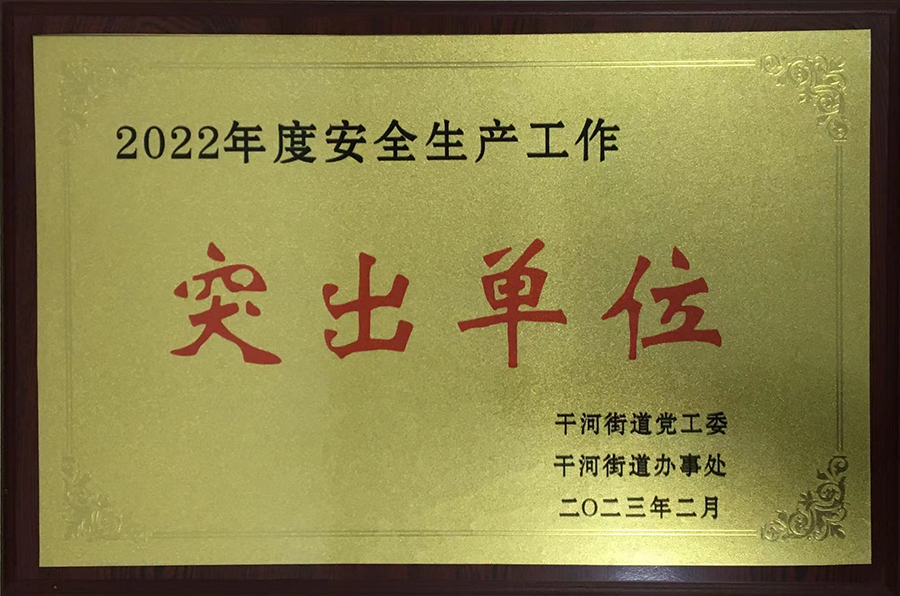 2022年度安全生产工作
突出单位
干河街道党工委
干河街道办事处
二〇二三年二月